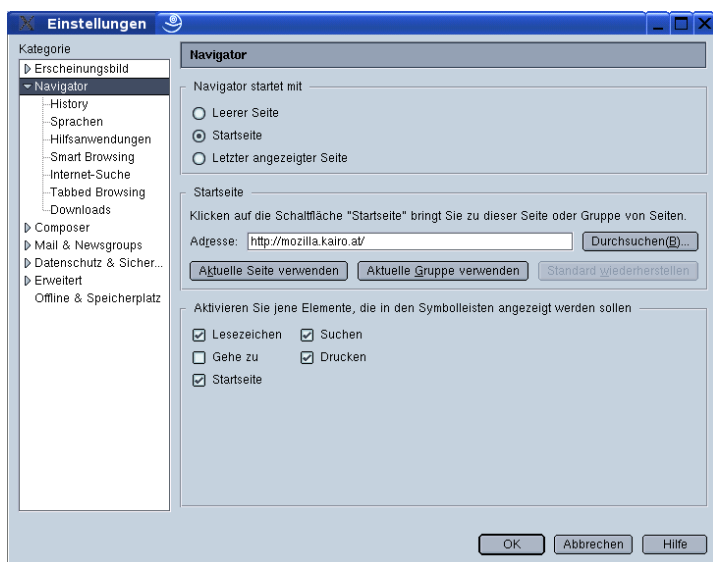 Einstellungen
Kategorie
Erscheinungsbild
Navigator
History
Sprachen
Hilfsanwendungen
Smart Browsing
Internet-Suche
Tabbed Browsing
Downloads
Composer
Mail & Newsgroups
Datenschutz & Sicher...
Erweitert
Offline & Speicherplatz
Navigator
Navigator startet mit
Leerer Seite
Startseite
Letzter angezeigter Seite
Startseite
Klicken auf die Schaltfläche "Startseite" bringt Sie zu dieser Seite oder Gruppe von Seiten.
Adresse: http://mozilla.kairo.at/ Durchsuchen(B)...
Aktuelle Seite verwenden Aktuelle Gruppe verwenden Standard wiederherstellen
Aktivieren Sie jene Elemente, die in den Symbolleisten angezeigt werden sollen
Lesezeichen Suchen
Gehe zu Drucken
Startseite
OK Abbrechen Hilfe